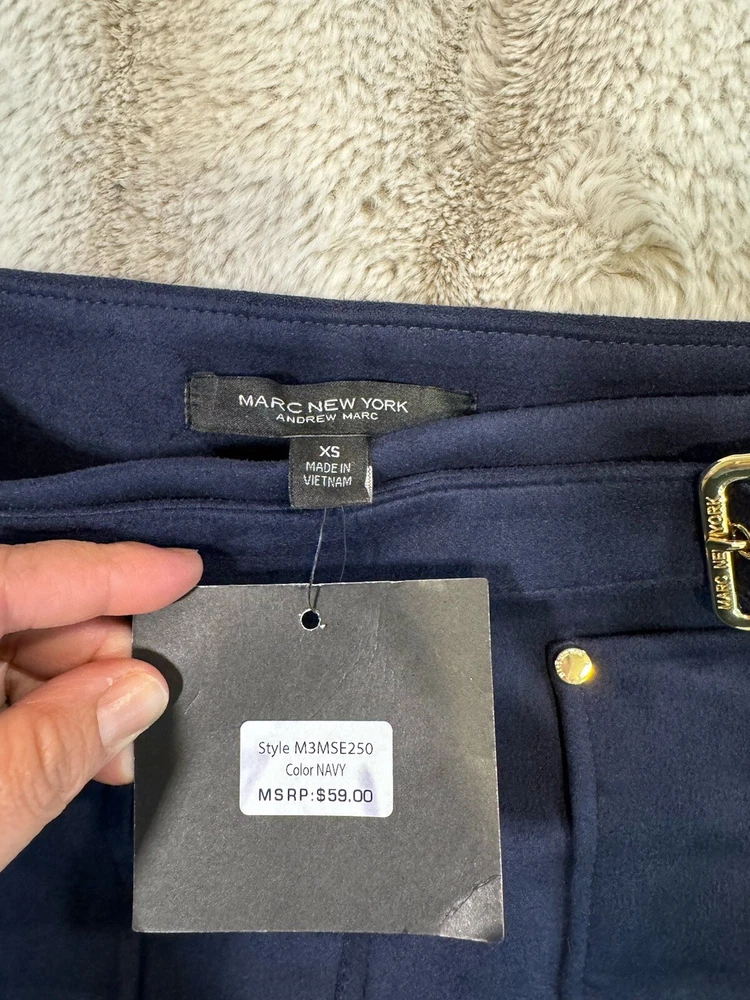 MARC NEW YORK
ANDREW MARC
XS
MADE IN
VIETNAM
MARC NEW YORK
Style M3MSE250
Color NAVY
MSRP:$59.00